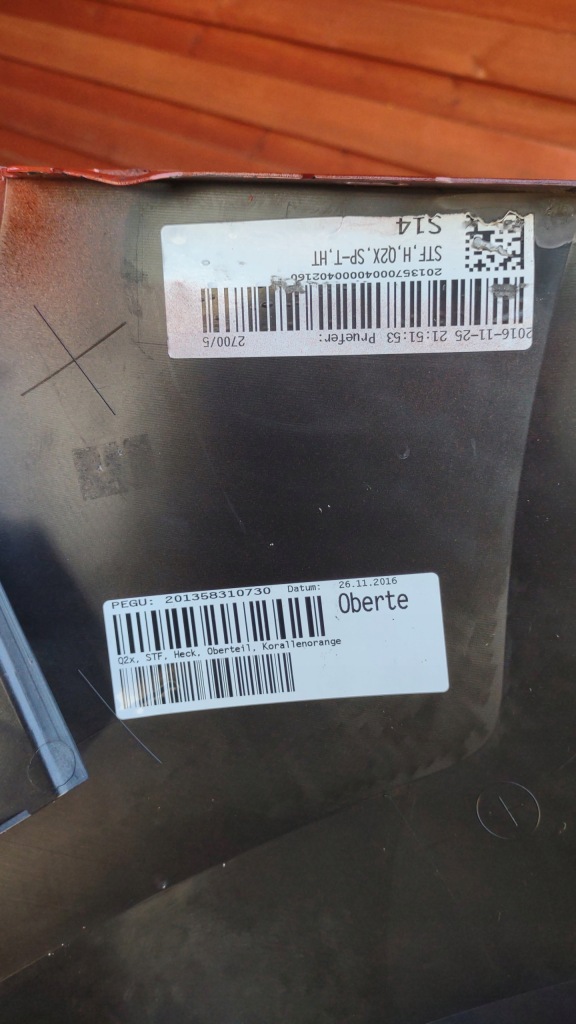 S14
STF,H,Q2X,SP-T,HT
20135700040000402160
2016-11-25 21:51:53 Pruefer: 2700/5
PEGU: 201358310730 Datum: 26.11.2016
Oberte
Q2x, STF, Heck, Oberteil, Korallenorange